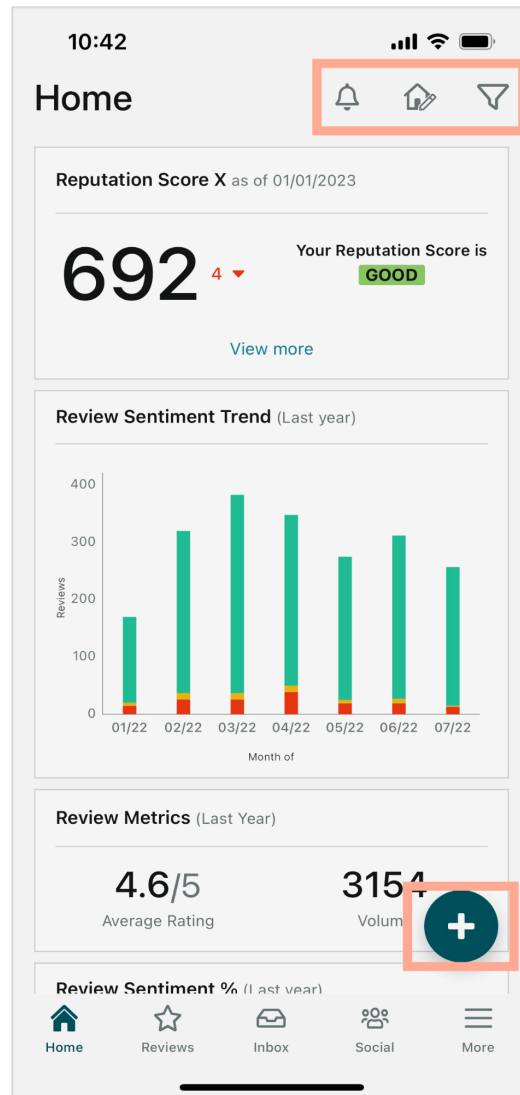 10:42
Home
Reputation Score X as of 01/01/2023
692 4
Your Reputation Score is
GOOD
View more
Review Sentiment Trend (Last year)
400
300
200
100
0
Reviews
01/22 02/22 03/22 04/22 05/22 06/22 07/22
Month of
Review Metrics (Last Year)
4.6/5 3154
Average Rating Volum
Review Sentiment % (Last year)
Home Reviews Inbox Social More